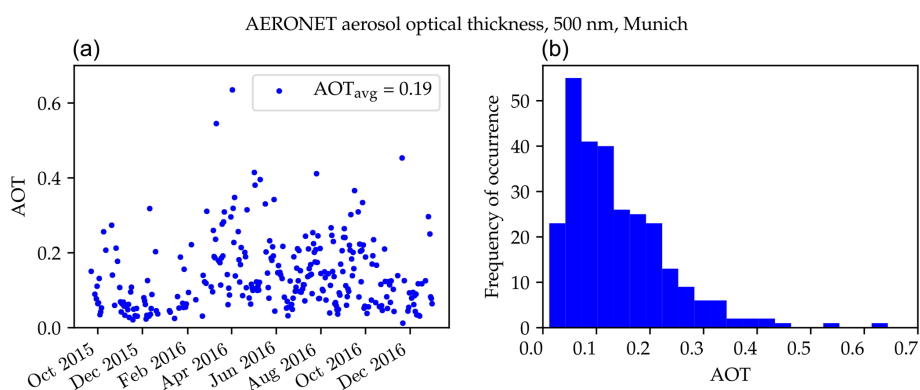 AERONET aerosol optical thickness, 500 nm, Munich
(a)
AOT
0.6
0.4
0.2
0.0
AOTavg = 0.19
Oct 2015
Dec 2015
Feb 2016
Apr 2016
Jun 2016
Aug 2016
Oct 2016
Dec 2016
(b)
Frequency of occurrence
50
40
30
20
10
0
0.0 0.1 0.2 0.3 0.4 0.5 0.6 0.7
AOT